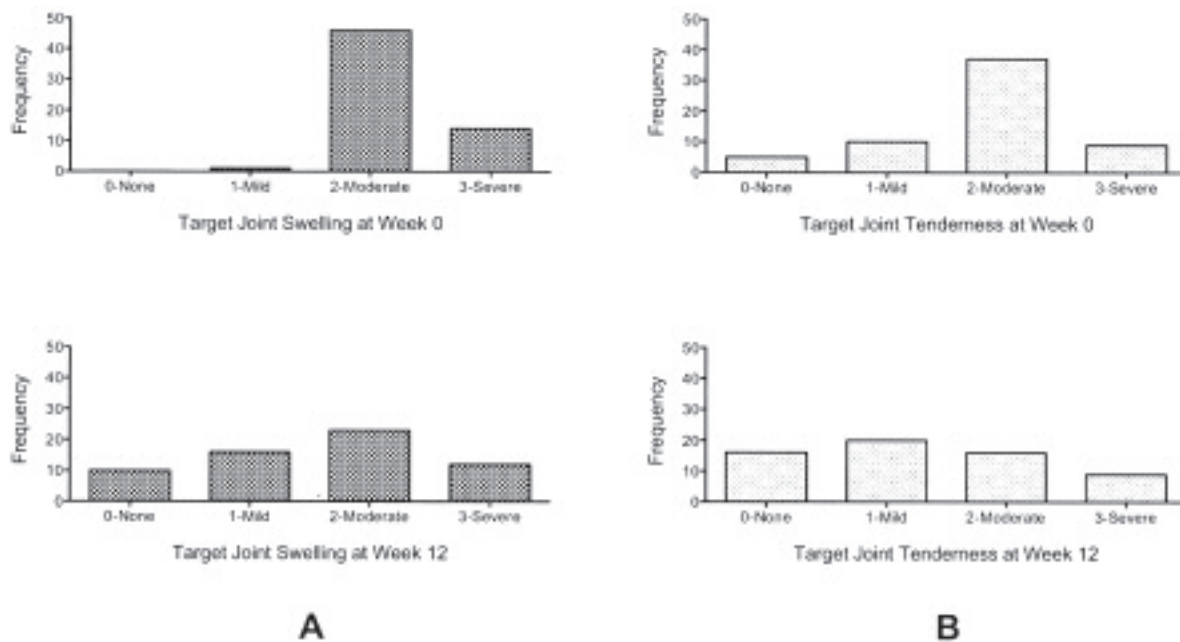 Frequency
50
40
30
20
10
0
0-None 1-Mild 2-Moderate 3-Severe
Target Joint Swelling at Week 0
Frequency
50
40
30
20
10
0
0-None 1-Mild 2-Moderate 3-Severe
Target Joint Tenderness at Week 0
Frequency
50
40
30
20
10
0
0-None 1-Mild 2-Moderate 3-Severe
Target Joint Swelling at Week 12
Frequency
50
40
30
20
10
0
0-None 1-Mild 2-Moderate 3-Severe
Target Joint Tenderness at Week 12
A
B